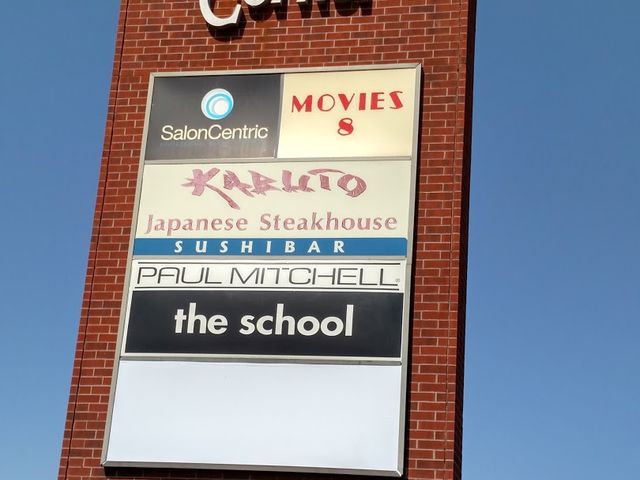 SalonCentric
MOVIES
8
KABUTO
Japanese Steakhouse
SUSHIBAR
PAUL MITCHELL
the school